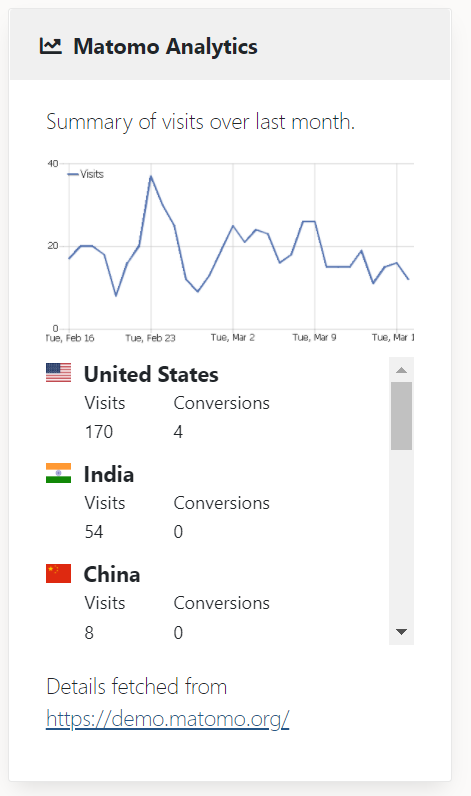 Matomo Analytics
Summary of visits over last month.
40
Visits
20
0
Tue, Feb 16 Tue, Feb 23 Tue, Mar 2 Tue, Mar 9 Tue, Mar 1
United States
Visits Conversions
170 4
India
Visits Conversions
54 0
China
Visits Conversions
8 0
Details fetched from
https://demo.matomo.org/